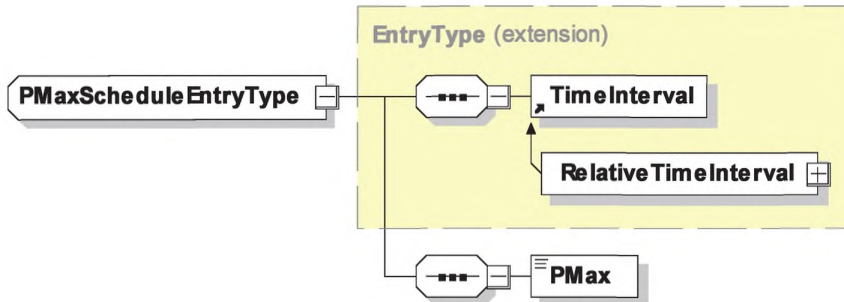 EntryType (extension)
PMaxScheduleEntryType
TimeInterval
RelativeTimeInterval
PMax